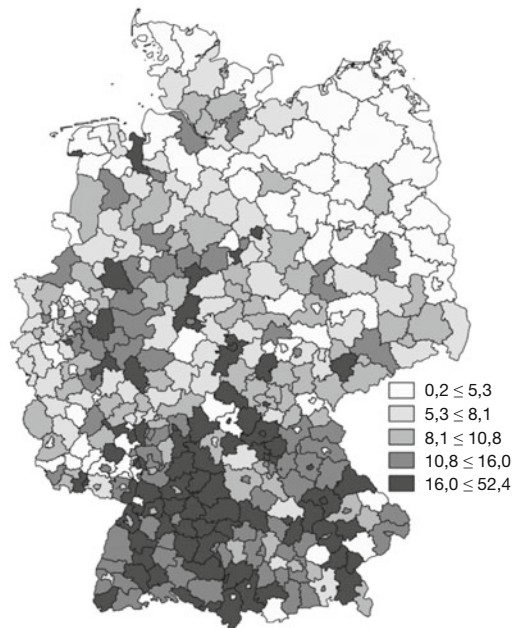 0,2 ≤ 5,3
5,3 ≤ 8,1
8,1 ≤ 10,8
10,8 ≤ 16,0
16,0 ≤ 52,4